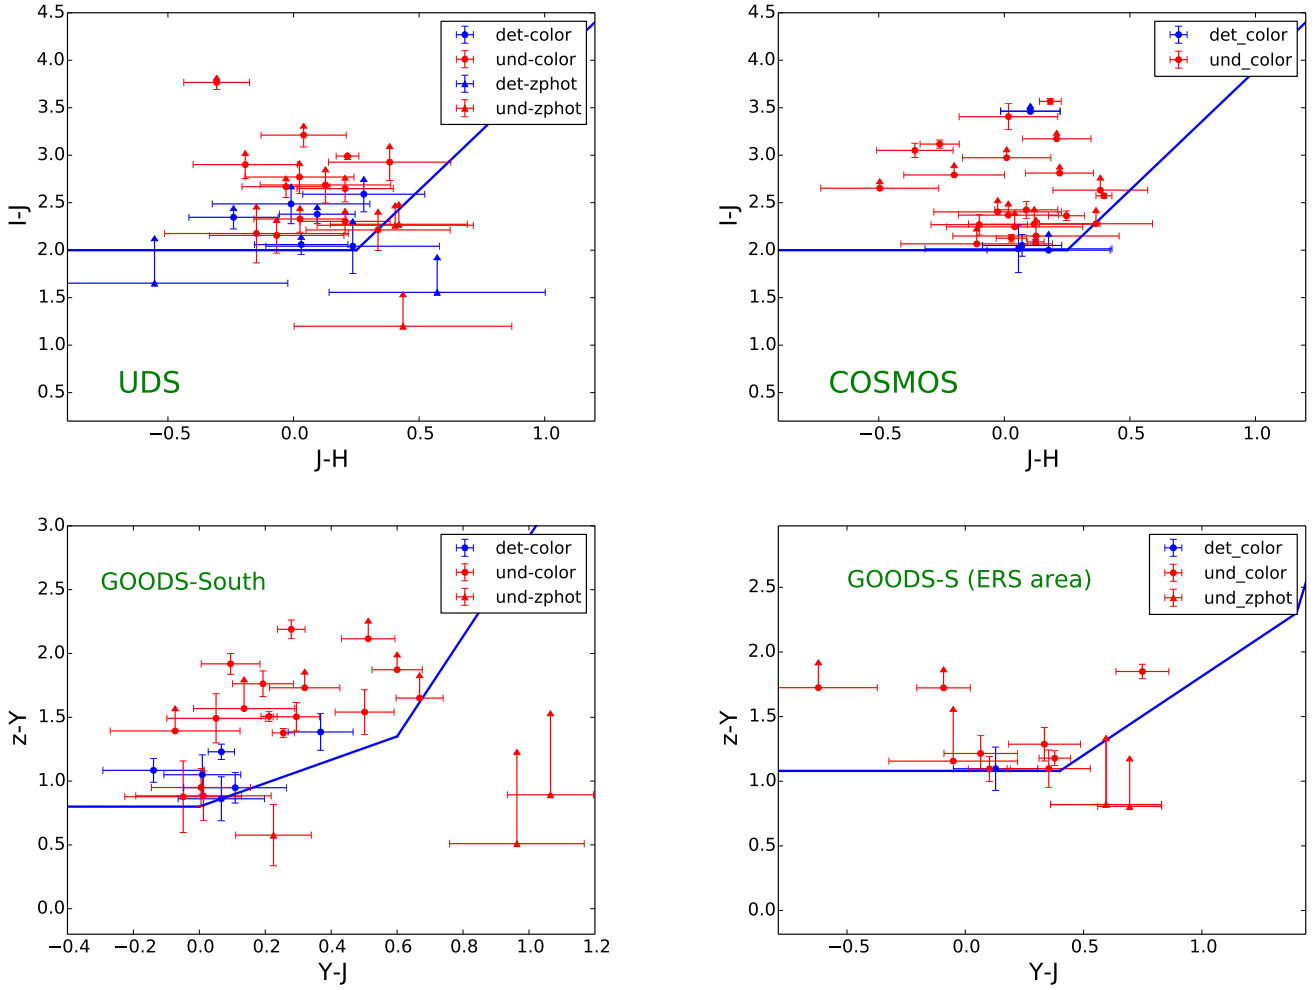 4.5
4.0
3.5
3.0
2.5
2.0
1.5
1.0
0.5
I-J
det-color
und-color
det-zphot
und-zphot
UDS
−0.5 0.0 0.5 1.0
J-H
4.5
4.0
3.5
3.0
2.5
2.0
1.5
1.0
0.5
I-J
det_color
und_color
COSMOS
−0.5 0.0 0.5 1.0
J-H
3.0
2.5
2.0
1.5
1.0
0.5
0.0
z-Y
det-color
und-color
und-zphot
GOODS-South
−0.4 −0.2 0.0 0.2 0.4 0.6 0.8 1.0 1.2
Y-J
2.5
2.0
1.5
1.0
0.5
0.0
z-Y
det_color
und_color
und_zphot
GOODS-S (ERS area)
−0.5 0.0 0.5 1.0
Y-J